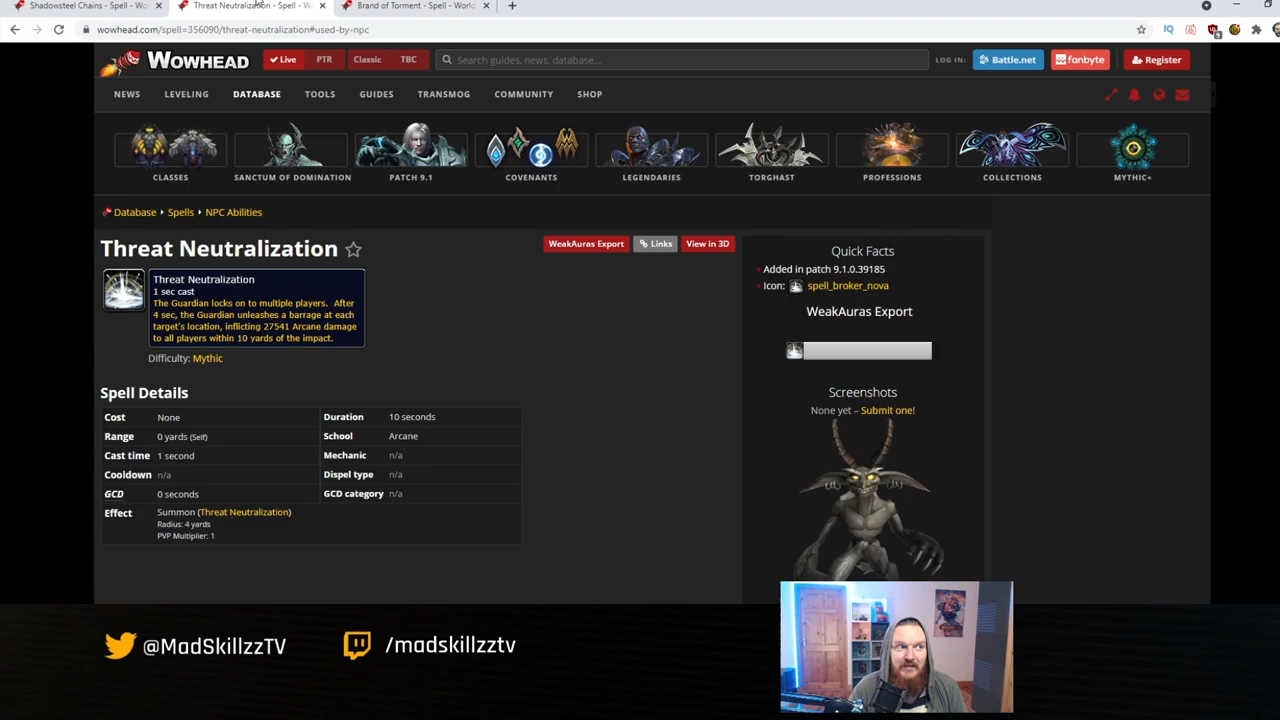 Shadowsteel Chains - Spell - Wo
Threat Neutralization - Spell - W
Brand of Torment - Spell - World
wowhead.com/spell=356090/threat-neutralization#used-by-npc
WOWHEAD
Live
PTR
Classic
TBC
Search guides, news, database...
LOG IN:
Battle.net
fanbyte
Register
NEWS
LEVELING
DATABASE
TOOLS
GUIDES
TRANSMOG
COMMUNITY
SHOP
CLASSES
SANCTUM OF DOMINATION
PATCH 9.1
COVENANTS
LEGENDARIES
TORGHAST
PROFESSIONS
COLLECTIONS
MYTHIC+
Database
Spells
NPC Abilities
Threat Neutralization
WeakAuras Export
Links
View in 3D
Threat Neutralization
1 sec cast
The Guardian locks on to multiple players. After
4 sec, the Guardian unleashes a barrage at each
target's location, inflicting 27541 Arcane damage
to all players within 10 yards of the impact.
Difficulty: Mythic
Spell Details
Cost None
Duration 10 seconds
Range 0 yards (Self)
School Arcane
Cast time 1 second
Mechanic n/a
Cooldown n/a
Dispel type n/a
GCD 0 seconds
GCD category n/a
Effect Summon (Threat Neutralization)
Radius: 4 yards
PVP Multiplier: 1
Quick Facts
Added in patch 9.1.0.39185
Icon: spell_broker_nova
WeakAuras Export
Screenshots
None yet – Submit one!
@MadSkillzzTV
/madskillzztv